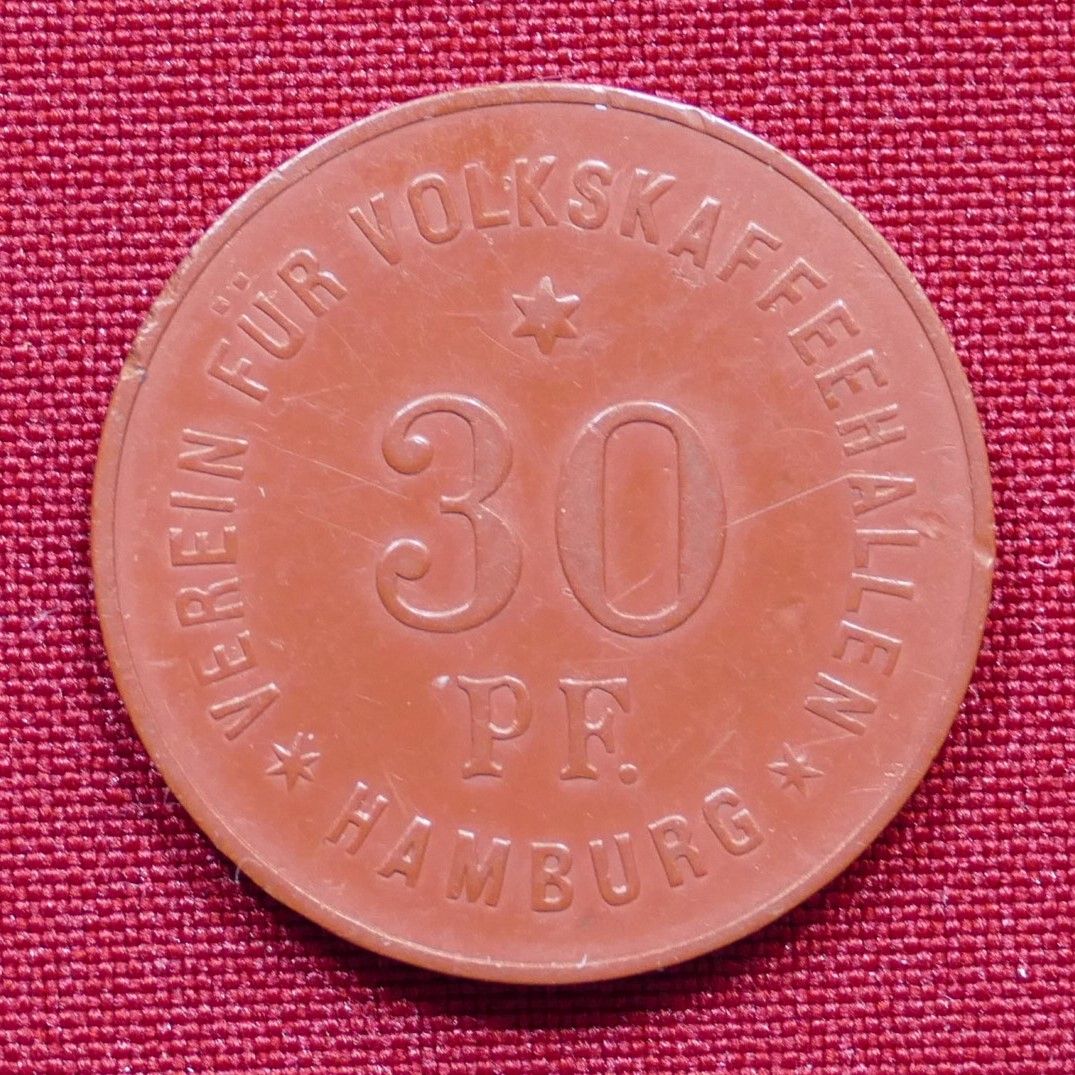 VEREIN FÜR VOLKSKAFFEEHALLEN
30
PF.
HAMBURG